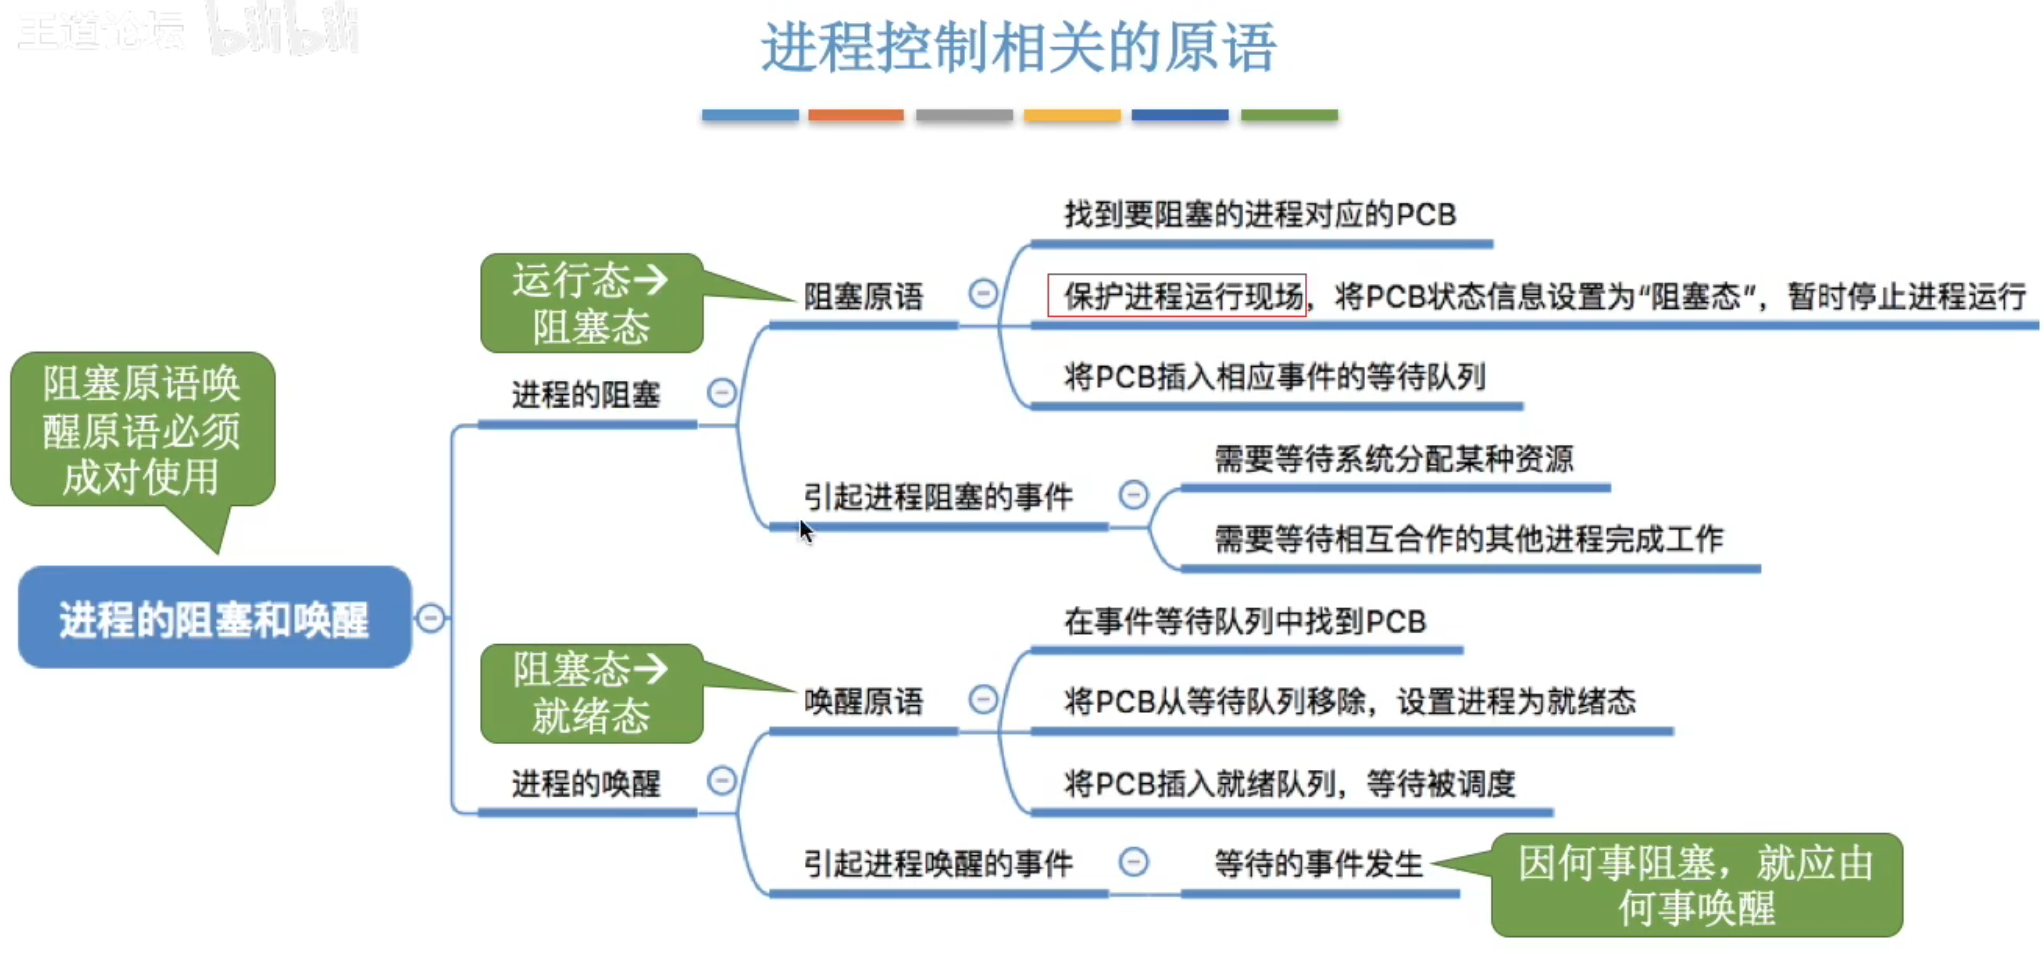 王道论坛 bilibili
进程控制相关的原语
找到要阻塞的进程对应的PCB
运行态→
阻塞态
阻塞原语
保护进程运行现场，将PCB状态信息设置为“阻塞态”，暂时停止进程运行
将PCB插入相应事件的等待队列
进程的阻塞
阻塞原语唤
醒原语必须
成对使用
需要等待系统分配某种资源
引起进程阻塞的事件
需要等待相互合作的其他进程完成工作
进程的阻塞和唤醒
在事件等待队列中找到PCB
阻塞态→
就绪态
唤醒原语
将PCB从等待队列移除，设置进程为就绪态
将PCB插入就绪队列，等待被调度
进程的唤醒
引起进程唤醒的事件
等待的事件发生
因何事阻塞，就应由
何事唤醒